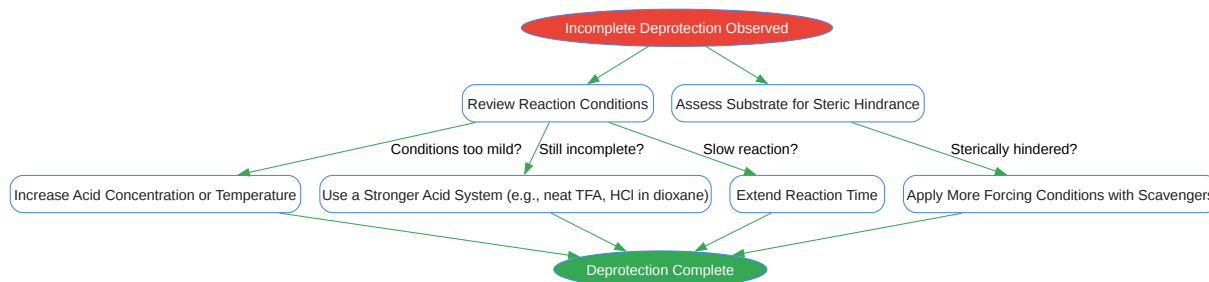 Incomplete Deprotection Observed
Review Reaction Conditions
Assess Substrate for Steric Hindrance
Conditions too mild?
Still incomplete?
Slow reaction?
Sterically hindered?
Increase Acid Concentration or Temperature
Use a Stronger Acid System (e.g., neat TFA, HCl in dioxane)
Extend Reaction Time
Apply More Forcing Conditions with Scavengers
Deprotection Complete